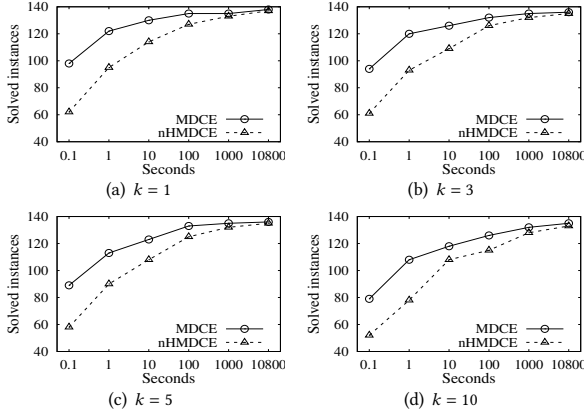 140
120
100
80
60
40
Solved instances
MDCE
nHMDCE
0.1 1 10 100 1000 10800
Seconds
(a) k = 1
140
120
100
80
60
40
Solved instances
MDCE
nHMDCE
0.1 1 10 100 1000 10800
Seconds
(b) k = 3
140
120
100
80
60
40
Solved instances
MDCE
nHMDCE
0.1 1 10 100 1000 10800
Seconds
(c) k = 5
140
120
100
80
60
40
Solved instances
MDCE
nHMDCE
0.1 1 10 100 1000 10800
Seconds
(d) k = 10